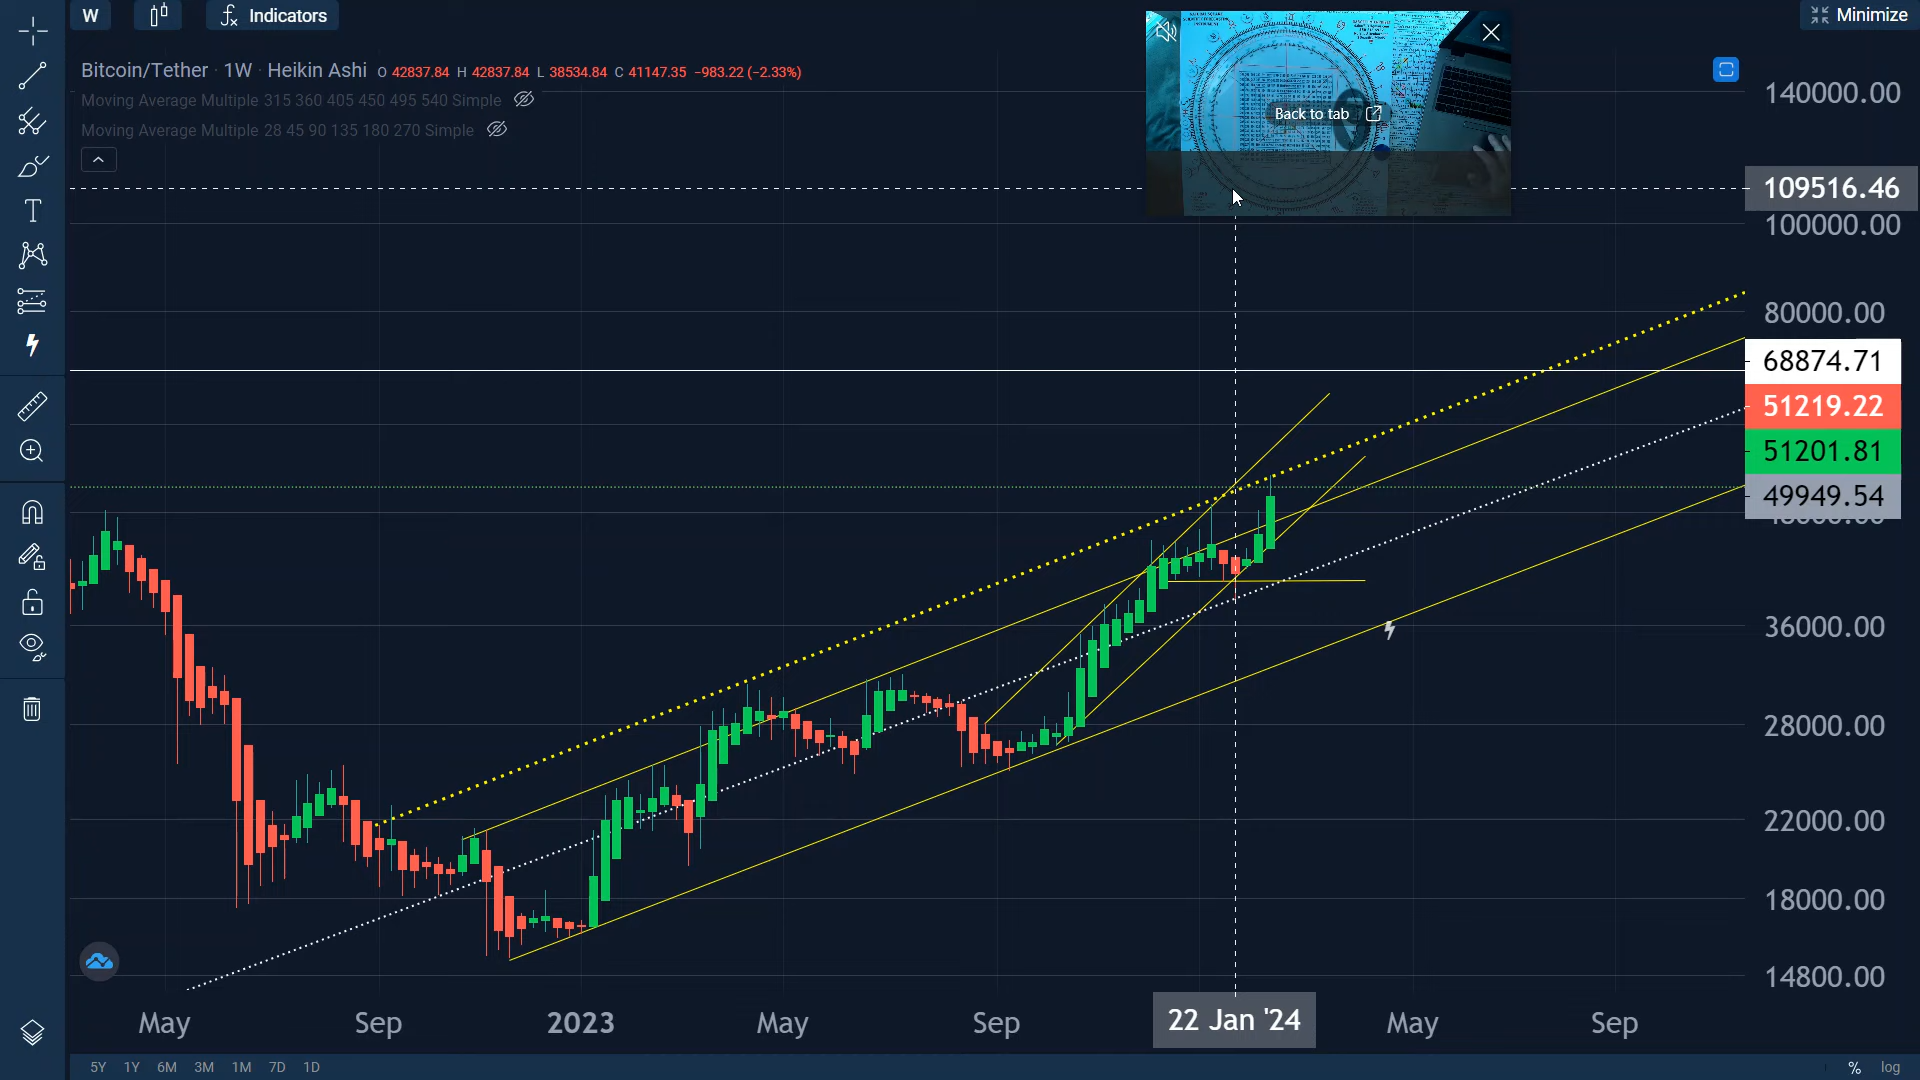 W
Indicators
Minimize
Bitcoin/Tether · 1W · Heikin Ashi O 42837.84 H 42837.84 L 38534.84 C 41147.35 −983.22 (−2.33%)
Moving Average Multiple 315 360 405 450 495 540 Simple
Moving Average Multiple 28 45 90 135 180 270 Simple
Back to tab
140000.00
109516.46
100000.00
80000.00
68874.71
51219.22
51201.81
49949.54
36000.00
28000.00
22000.00
18000.00
14800.00
May Sep 2023 May Sep 22 Jan '24 May Sep
5Y 1Y 6M 3M 1M 7D 1D % log